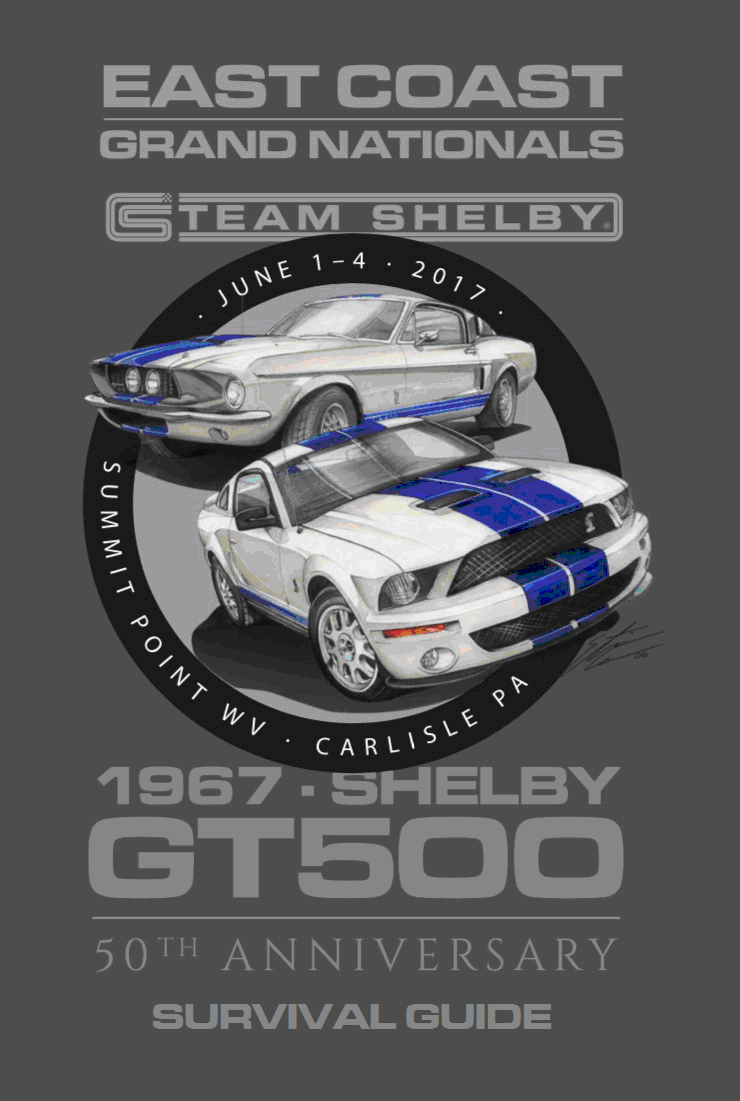 EAST COAST
GRAND NATIONALS
TEAM SHELBY®
· JUNE 1–4 · 2017 ·
SUMMIT POINT WV · CARLISLE PA
1967 · SHELBY
GT500
50TH ANNIVERSARY
SURVIVAL GUIDE